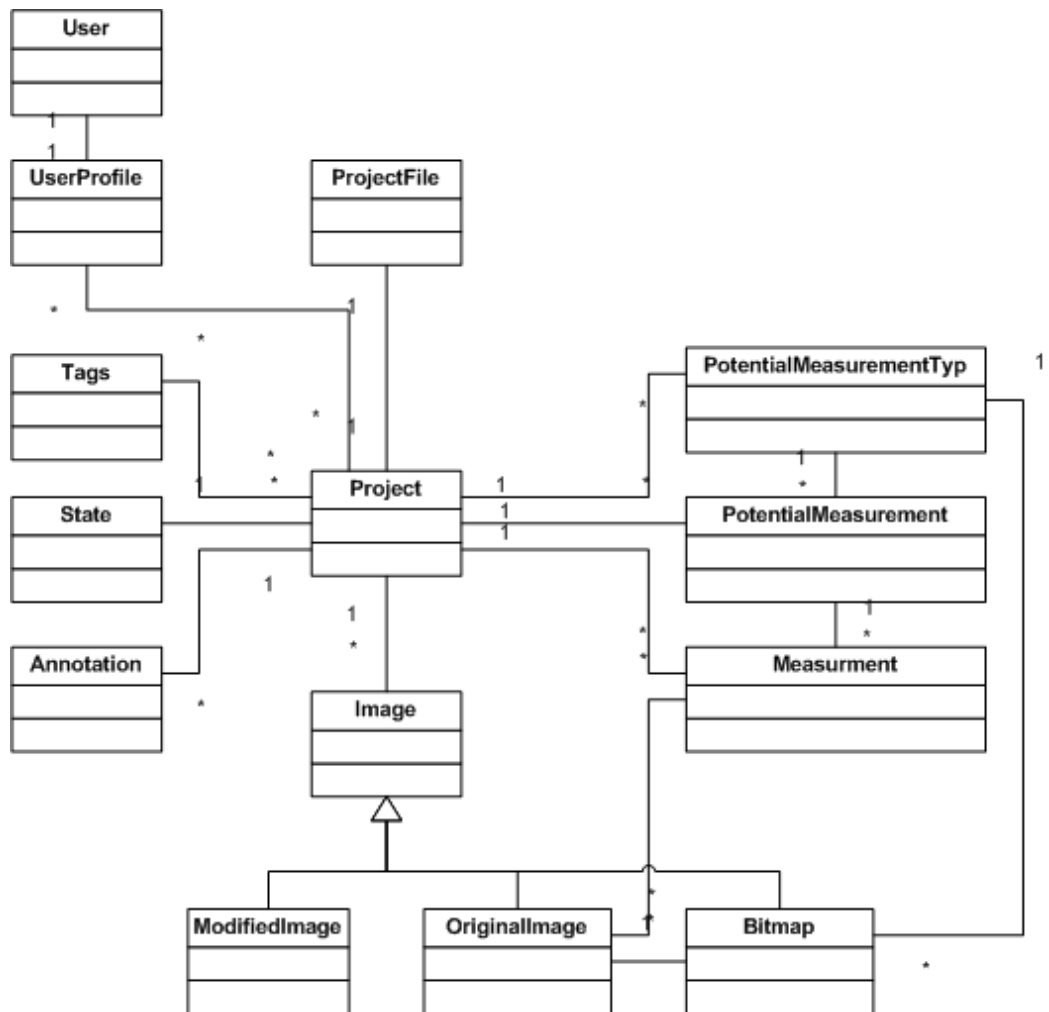 User
1
1
UserProfile
ProjectFile
*
1
*
Tags
PotentialMeasurementTyp
1
*
*
1
*
1
*
*
1
1
*
*
State
Project
1
1
PotentialMeasurement
1
1
1
*
*
*
*
1
*
Annotation
Measurment
*
Image
*
*
ModifiedImage
OriginalImage
Bitmap
*